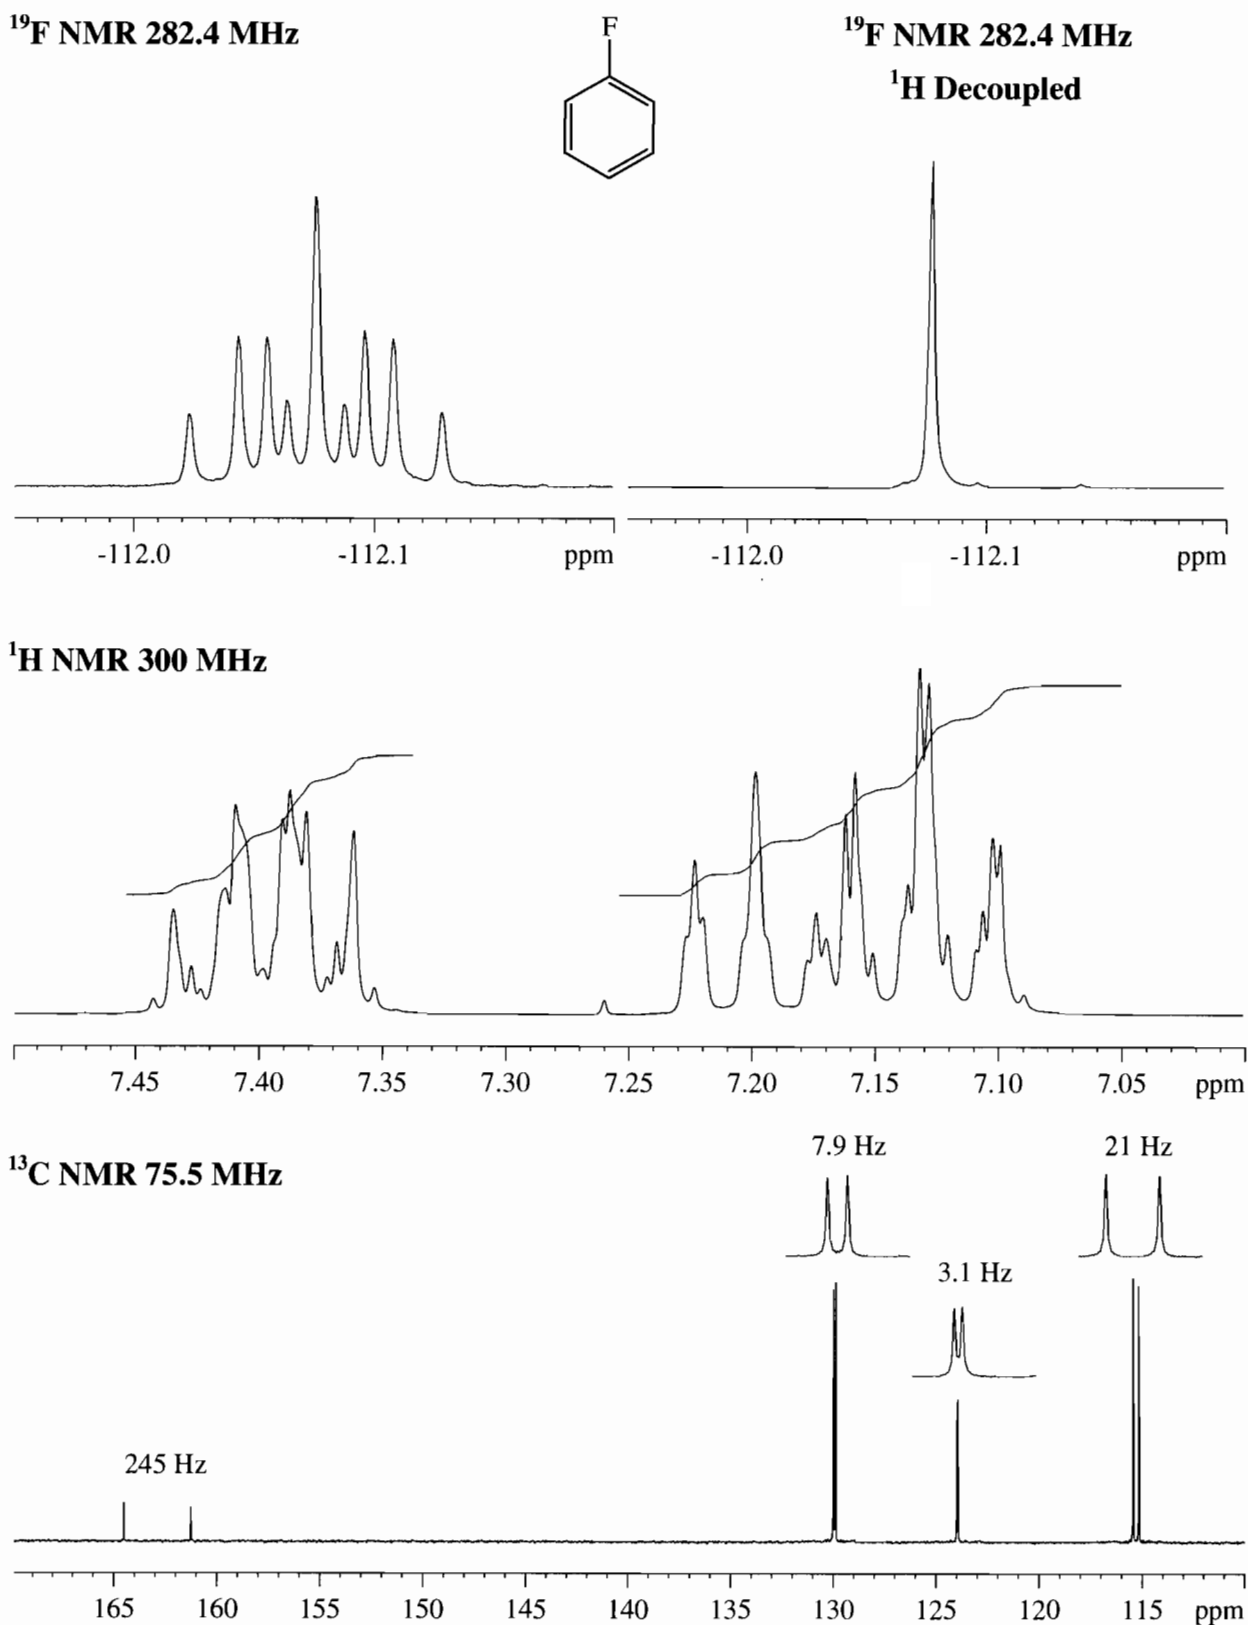 ¹⁹F NMR 282.4 MHz
F
¹⁹F NMR 282.4 MHz
¹H Decoupled
-112.0 -112.1 ppm
-112.0 -112.1 ppm
¹H NMR 300 MHz
7.45 7.40 7.35 7.30 7.25 7.20 7.15 7.10 7.05 ppm
¹³C NMR 75.5 MHz
7.9 Hz
21 Hz
3.1 Hz
245 Hz
165 160 155 150 145 140 135 130 125 120 115 ppm